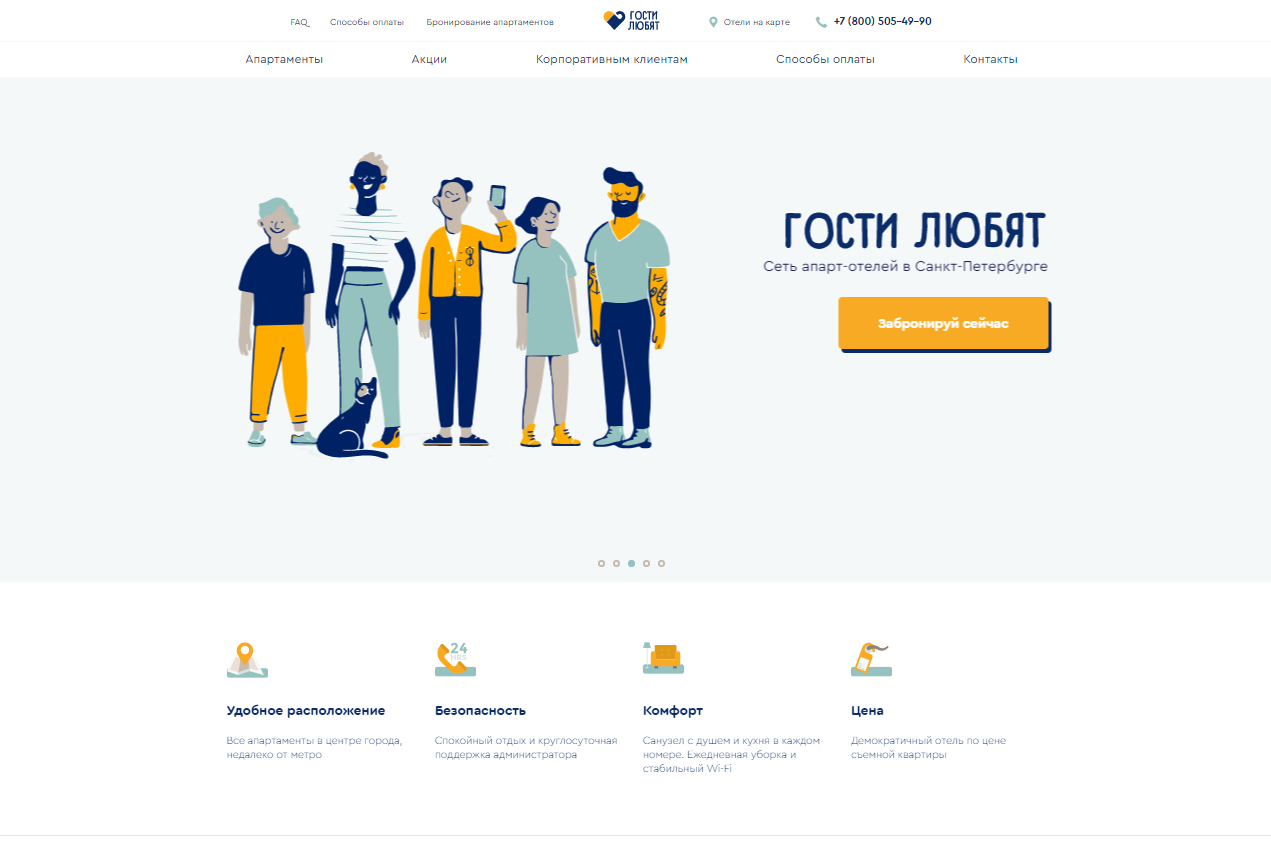 FAQ
Способы оплаты
Бронирование апартаментов
ГОСТИ
ЛЮБЯТ
Отели на карте
+7 (800) 505-49-90
Апартаменты
Акции
Корпоративным клиентам
Способы оплаты
Контакты
ГОСТИ ЛЮБЯТ
Сеть апарт-отелей в Санкт-Петербурге
Забронируй сейчас
24
HRS
Удобное расположение
Все апартаменты в центре города,
недалеко от метро
Безопасность
Спокойный отдых и круглосуточная
поддержка администратора
Комфорт
Санузел с душем и кухня в каждом
номере. Ежедневная уборка и
стабильный Wi-Fi
Цена
Демократичный отель по цене
съемной квартиры